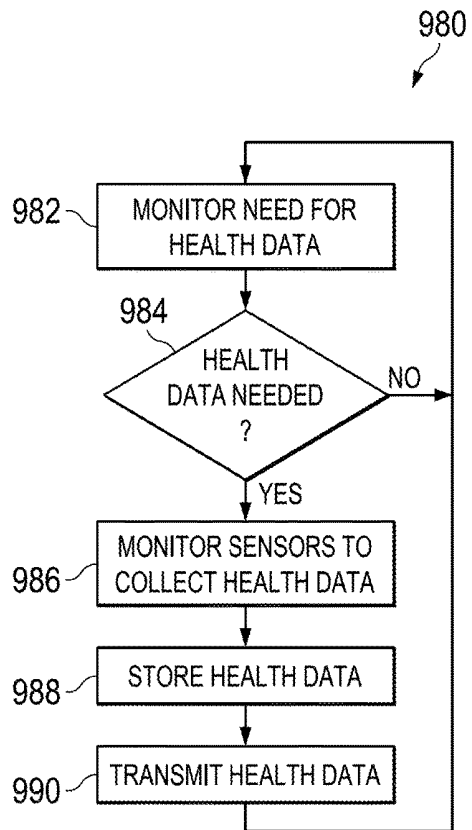 980
982
MONITOR NEED FOR
HEALTH DATA
984
HEALTH
DATA NEEDED
?
NO
YES
986
MONITOR SENSORS TO
COLLECT HEALTH DATA
988
STORE HEALTH DATA
990
TRANSMIT HEALTH DATA